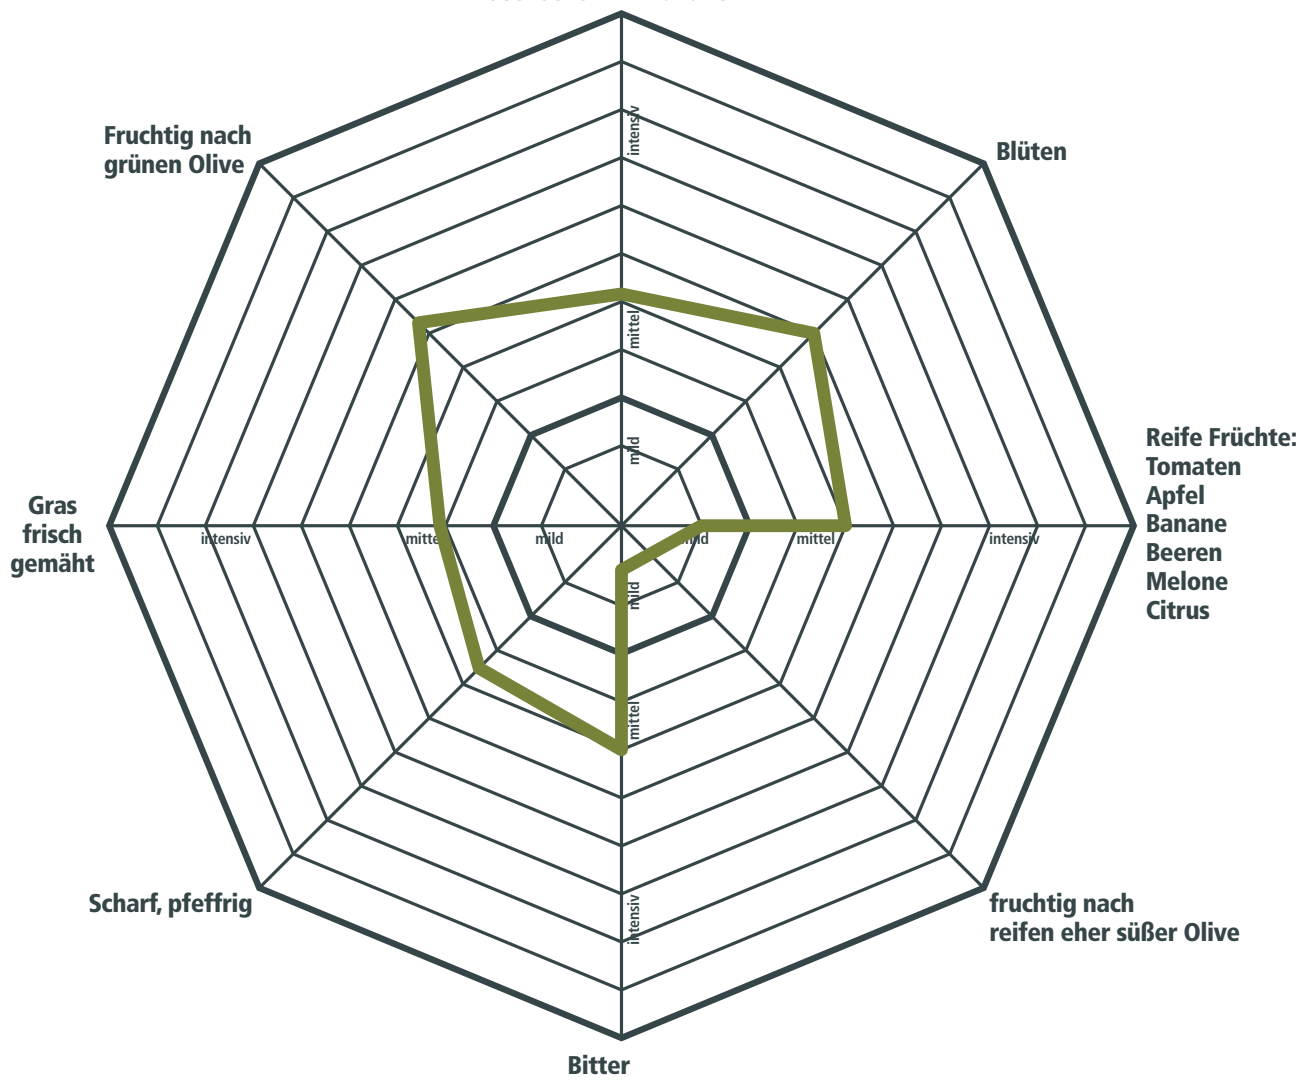 intensiv
Fruchtig nach
grünen Olive
Blüten
mittel
Reife Früchte:
Tomaten
Apfel
Banane
Beeren
Melone
Citrus
mild
Gras
frisch
gemäht
intensiv
mittel
mild
mild
mittel
intensiv
mild
mittel
Scharf, pfeffrig
intensiv
fruchtig nach
reifen eher süßer Olive
Bitter